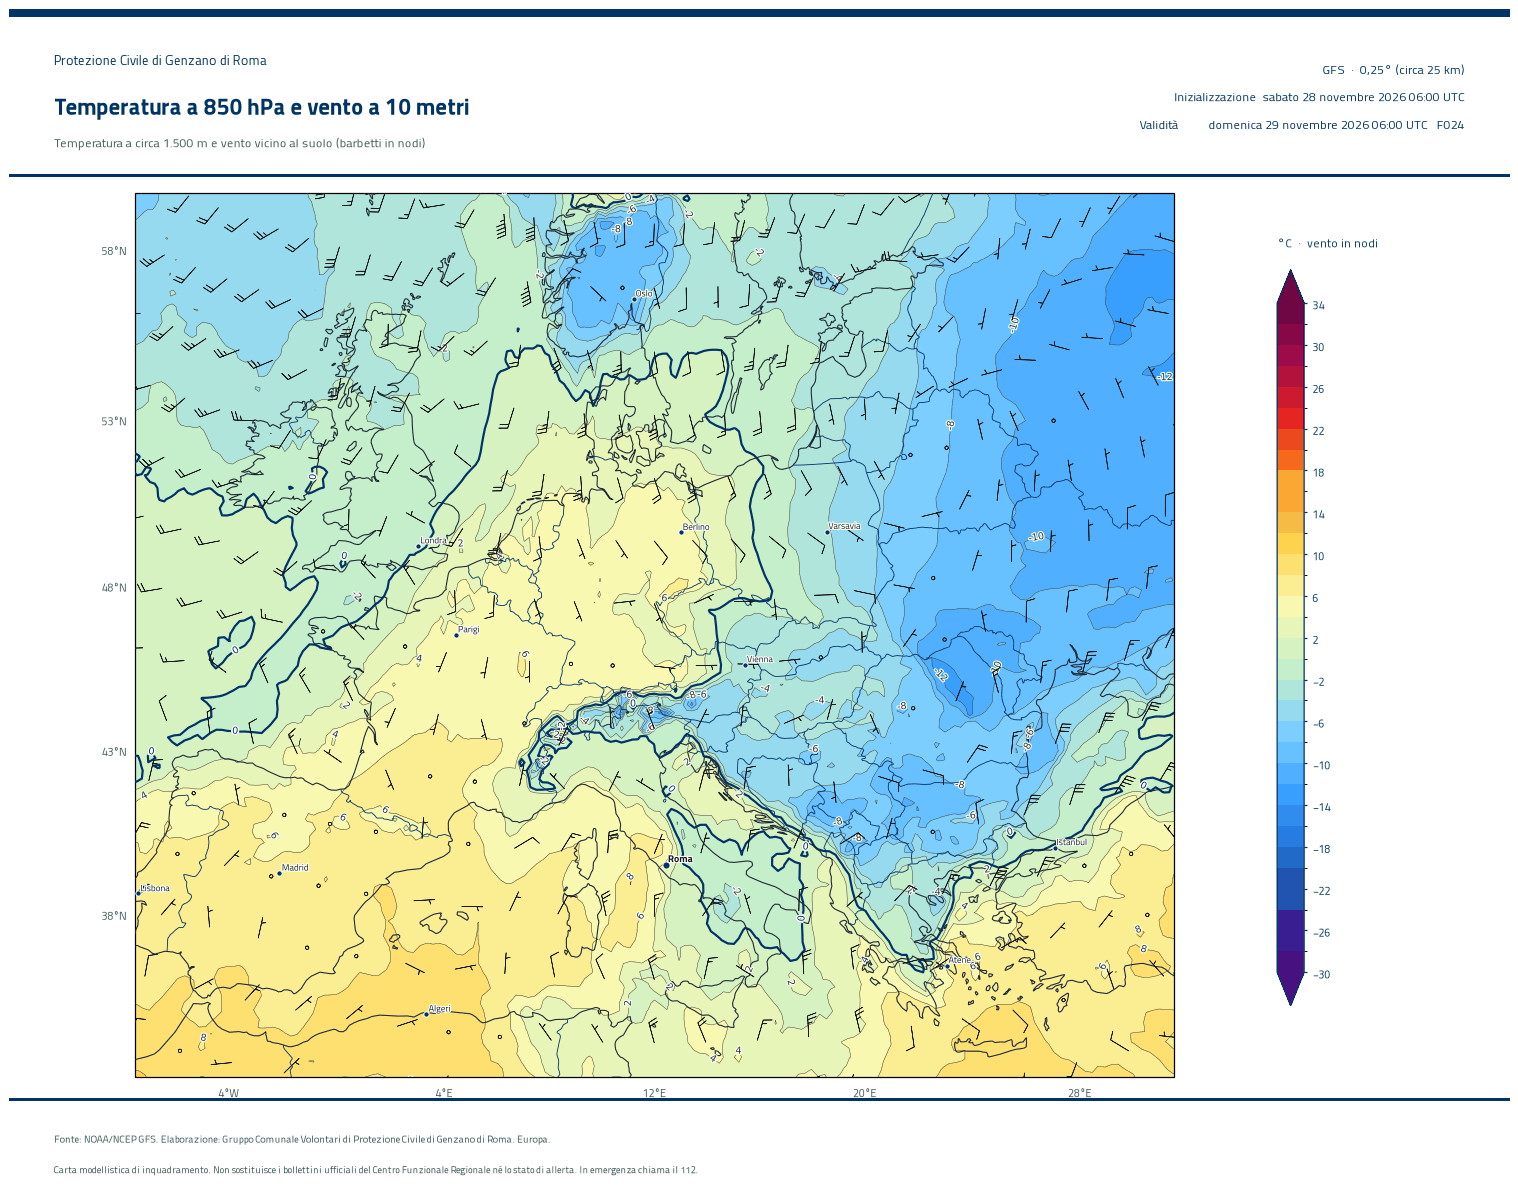 Protezione Civile di Genzano di Roma
Temperatura a 850 hPa e vento a 10 metri
Temperatura a circa 1.500 m e vento vicino al suolo (barbetti in nodi)
GFS · 0,25° (circa 25 km)
Inizializzazione sabato 28 novembre 2026 06:00 UTC
Validità domenica 29 novembre 2026 06:00 UTC F024
°C · vento in nodi
34
30
26
22
18
14
10
6
2
−2
−6
−10
−14
−18
−22
−26
−30
58°N
53°N
48°N
43°N
38°N
4°W
4°E
12°E
20°E
28°E
Oslo
Berlino
Varsavia
Londra
Parigi
Vienna
Roma
Madrid
Lisbona
Istanbul
Atene
Algeri
Fonte: NOAA/NCEP GFS. Elaborazione: Gruppo Comunale Volontari di Protezione Civile di Genzano di Roma. Europa.
Carta modellistica di inquadramento. Non sostituisce i bollettini ufficiali del Centro Funzionale Regionale né lo stato di allerta. In emergenza chiama il 112.